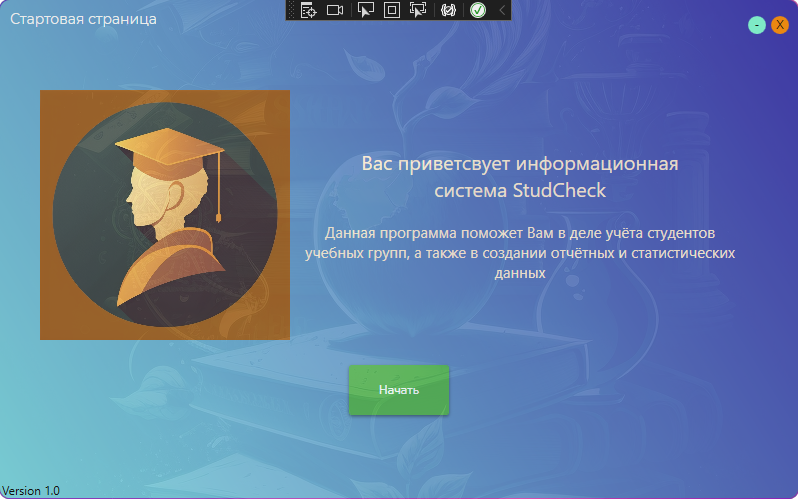 Стартовая страница
-
X
Вас приветсвует информационная
система StudCheck
Данная программа поможет Вам в деле учёта студентов
учебных групп, а также в создании отчётных и статистических
данных
Начать
Version 1.0